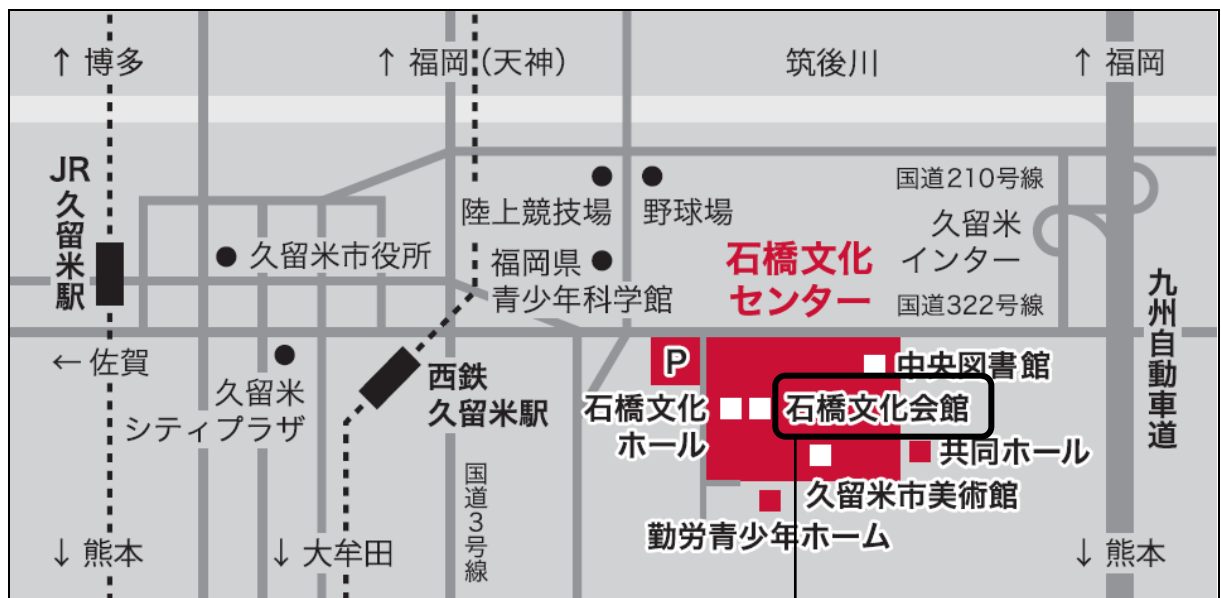 ↑ 博多
↑ 福岡(天神)
筑後川
↑ 福岡
JR
久留米駅
陸上競技場
野球場
国道210号線
久留米
インター
久留米市役所
福岡県
青少年科学館
石橋文化
センター
国道322号線
九州自動車道
← 佐賀
久留米
シティプラザ
西鉄
久留米駅
P
中央図書館
石橋文化
ホール
石橋文化会館
共同ホール
久留米市美術館
勤労青少年ホーム
国道3号線
↓ 熊本
↓ 大牟田
↓ 熊本